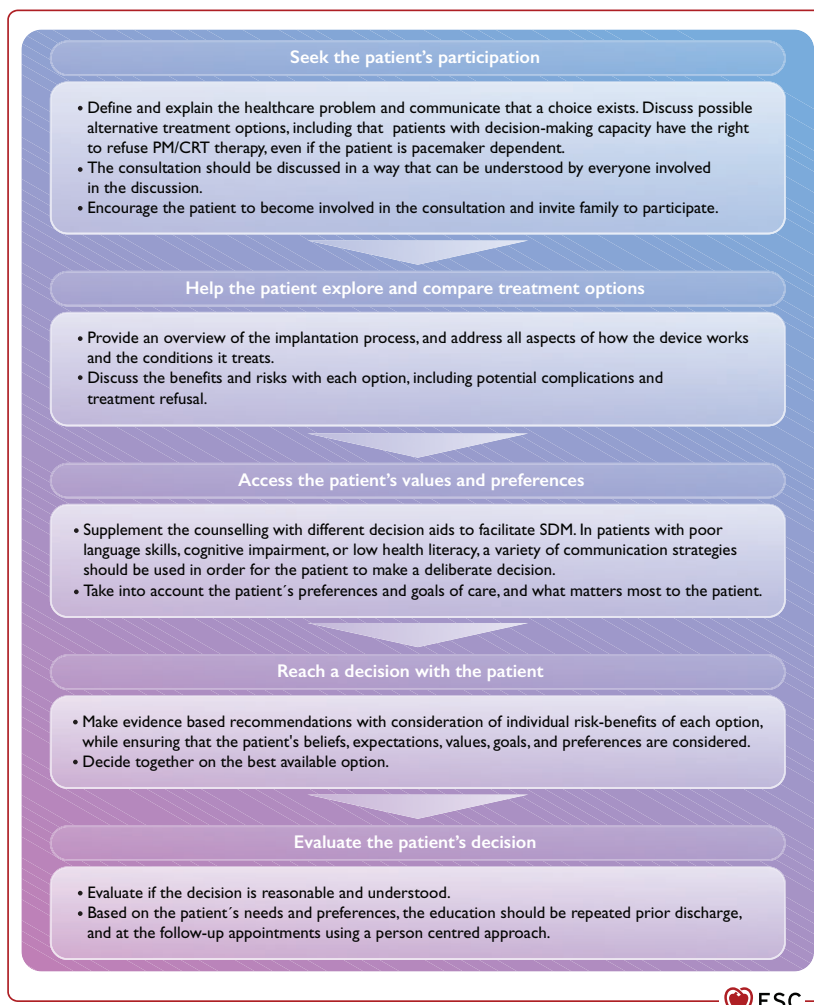 Seek the patient's participation
• Define and explain the healthcare problem and communicate that a choice exists. Discuss possible
alternative treatment options, including that patients with decision-making capacity have the right
to refuse PM/CRT therapy, even if the patient is pacemaker dependent.
• The consultation should be discussed in a way that can be understood by everyone involved
in the discussion.
• Encourage the patient to become involved in the consultation and invite family to participate.
Help the patient explore and compare treatment options
• Provide an overview of the implantation process, and address all aspects of how the device works
and the conditions it treats.
• Discuss the benefits and risks with each option, including potential complications and
treatment refusal.
Access the patient's values and preferences
• Supplement the counselling with different decision aids to facilitate SDM. In patients with poor
language skills, cognitive impairment, or low health literacy, a variety of communication strategies
should be used in order for the patient to make a deliberate decision.
• Take into account the patient´s preferences and goals of care, and what matters most to the patient.
Reach a decision with the patient
• Make evidence based recommendations with consideration of individual risk-benefits of each option,
while ensuring that the patient's beliefs, expectations, values, goals, and preferences are considered.
• Decide together on the best available option.
Evaluate the patient's decision
• Evaluate if the decision is reasonable and understood.
• Based on the patient´s needs and preferences, the education should be repeated prior discharge,
and at the follow-up appointments using a person centred approach.
ESC